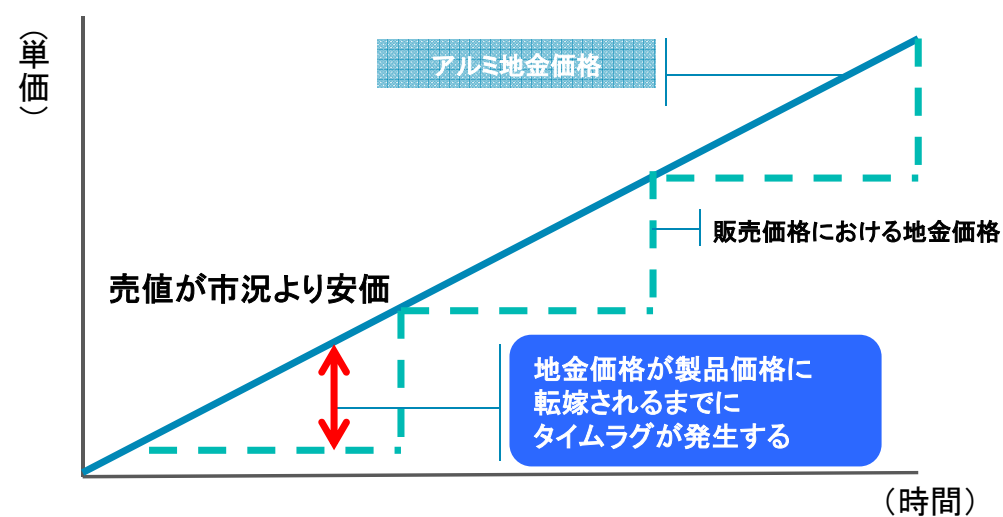 （単価）
アルミ地金価格
販売価格における地金価格
売値が市況より安価
地金価格が製品価格に
転嫁されるまでに
タイムラグが発生する
（時間）